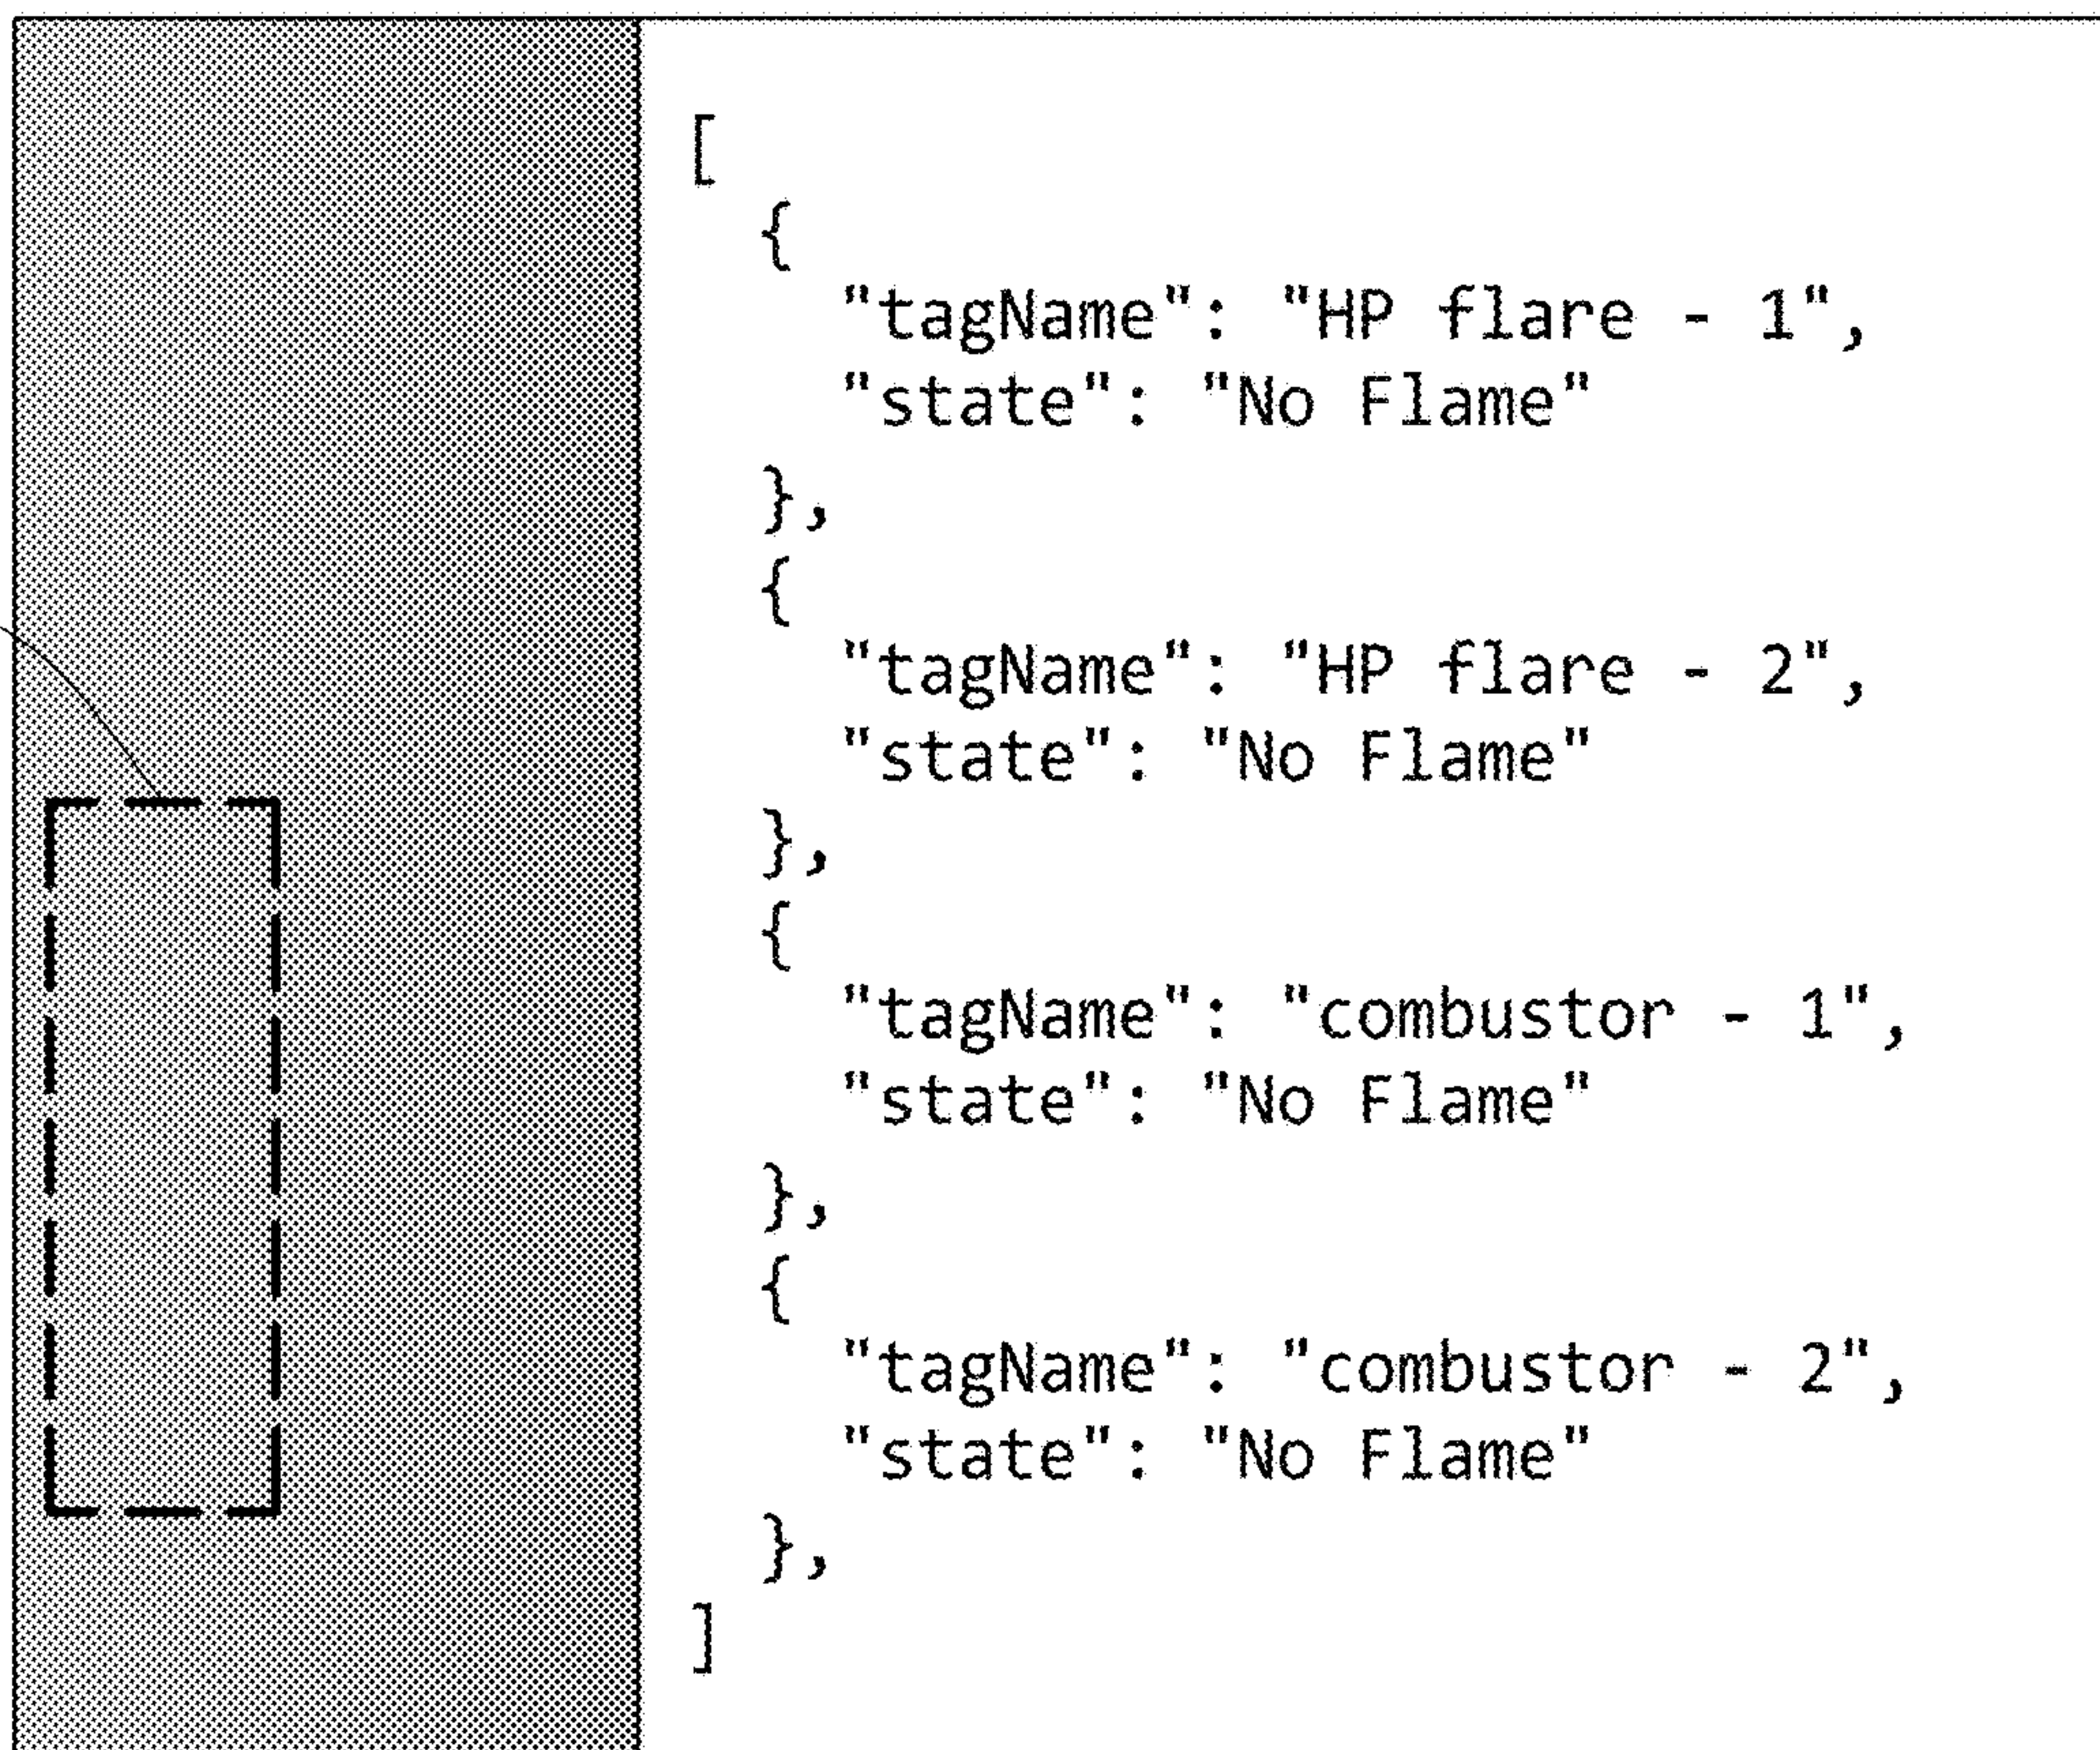 [
  {
    "tagName": "HP flare - 1",
    "state": "No Flame"
  },
  {
    "tagName": "HP flare - 2",
    "state": "No Flame"
  },
  {
    "tagName": "combustor - 1",
    "state": "No Flame"
  },
  {
    "tagName": "combustor - 2",
    "state": "No Flame"
  },
]